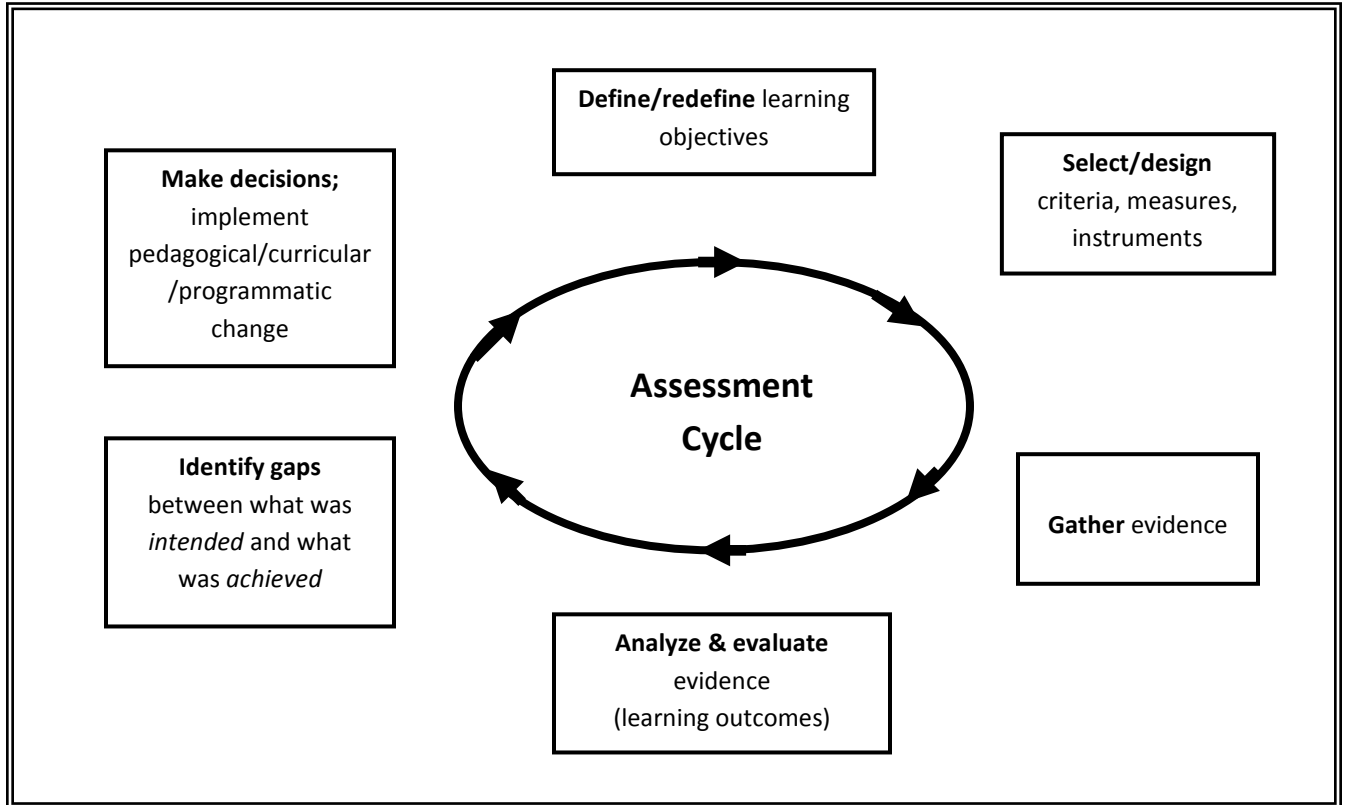 Define/redefine learning
objectives
Select/design
criteria, measures,
instruments
Gather evidence
Analyze & evaluate
evidence
(learning outcomes)
Identify gaps
between what was
intended and what
was achieved
Make decisions;
implement
pedagogical/curricular
/programmatic
change
Assessment
Cycle